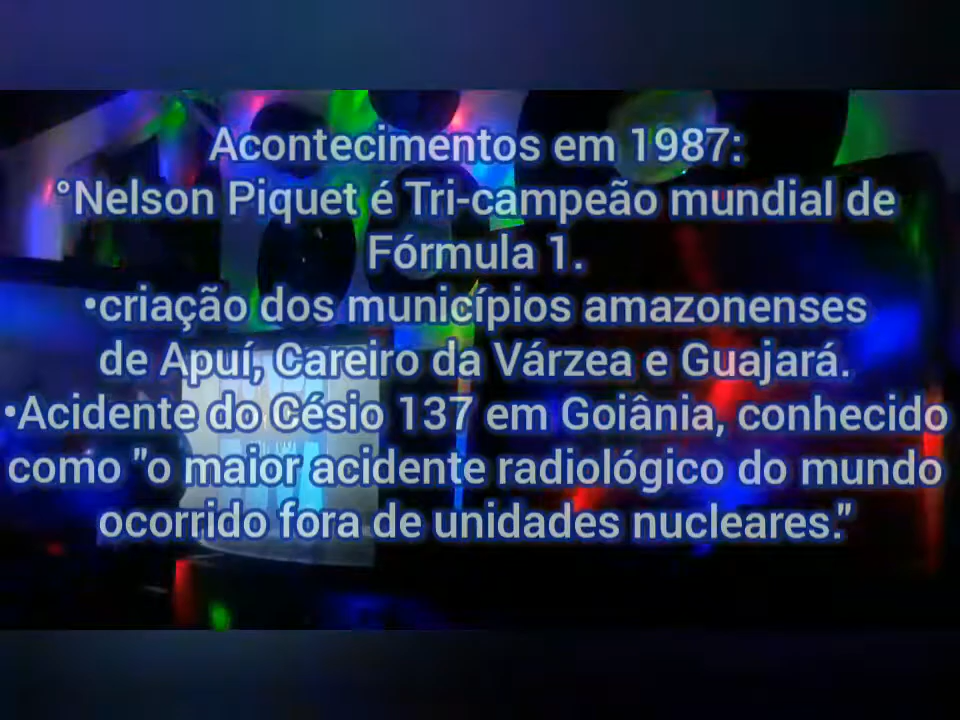 Acontecimentos em 1987:
°Nelson Piquet é Tri-campeão mundial de
Fórmula 1.
•criação dos municípios amazonenses
de Apuí, Careiro da Várzea e Guajará.
•Acidente do Césio 137 em Goiânia, conhecido
como "o maior acidente radiológico do mundo
ocorrido fora de unidades nucleares."